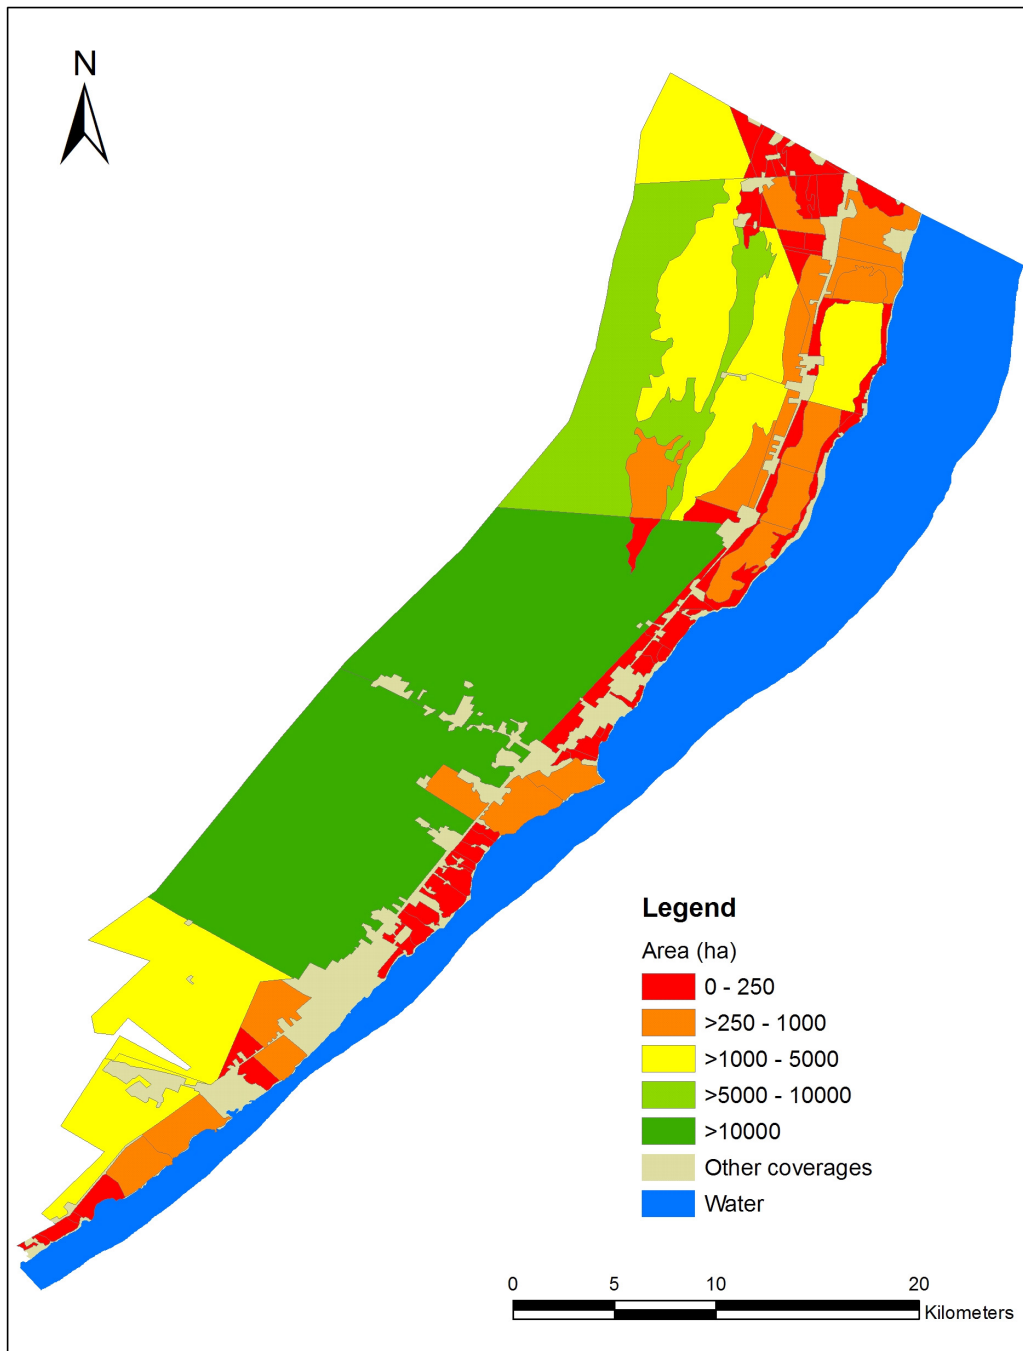 N
Legend
Area (ha)
0 - 250
>250 - 1000
>1000 - 5000
>5000 - 10000
>10000
Other coverages
Water
0 5 10 20
Kilometers